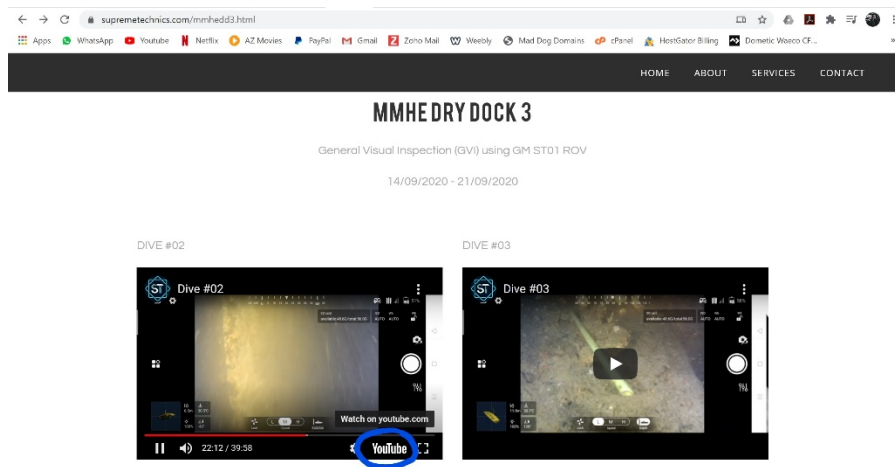 supremetechnics.com/mmhedd3.html
Apps WhatsApp Youtube Netflix AZ Movies PayPal Gmail Zoho Mail Weebly Mad Dog Domains cPanel HostGator Billing Dometic Waeco CF...
HOME ABOUT SERVICES CONTACT
MMHE DRY DOCK 3
General Visual Inspection (GVI) using GM ST01 ROV
14/09/2020 - 21/09/2020
DIVE #02 DIVE #03
ST Dive #02 ST Dive #03
Watch on youtube.com
22:12 / 39:58 YouTube